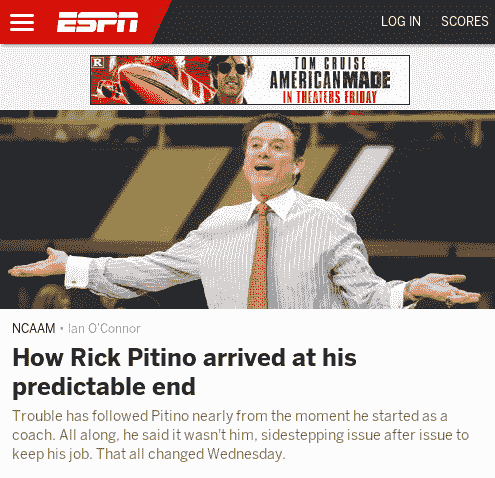 ESPN
LOG IN
SCORES
R
TOM CRUISE
AMERICAN MADE
IN THEATERS FRIDAY
NCAAM • Ian O'Connor
How Rick Pitino arrived at his
predictable end
Trouble has followed Pitino nearly from the moment he started as a
coach. All along, he said it wasn't him, sidestepping issue after issue to
keep his job. That all changed Wednesday.